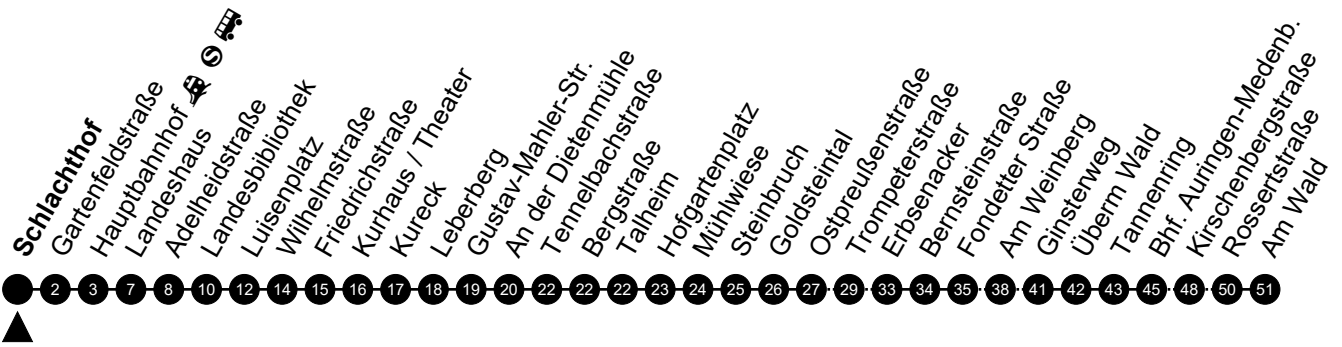 Schlachthof
Gartenfeldstraße
Hauptbahnhof S
Landeshaus
Adelheidstraße
Landesbibliothek
Luisenplatz
Wilhelmstraße
Friedrichstraße
Kurhaus / Theater
Kureck
Leberberg
Gustav-Mahler-Str.
An der Dietenmühle
Tennelbachstraße
Bergstraße
Talheim
Hofgartenplatz
Mühlwiese
Steinbruch
Goldsteintal
Ostpreußenstraße
Trompeterstraße
Erbsenacker
Bernsteinstraße
Fondetter Straße
Am Weinberg
Ginsterweg
Überm Wald
Tannenring
Bhf. Auringen-Medenb.
Kirschenbergstraße
Rossertstraße
Am Wald
2 3 7 8 10 12 14 15 16 17 18 19 20 22 22 22 23 24 25 26 27 29 33 34 35 38 41 42 43 45 48 50 51